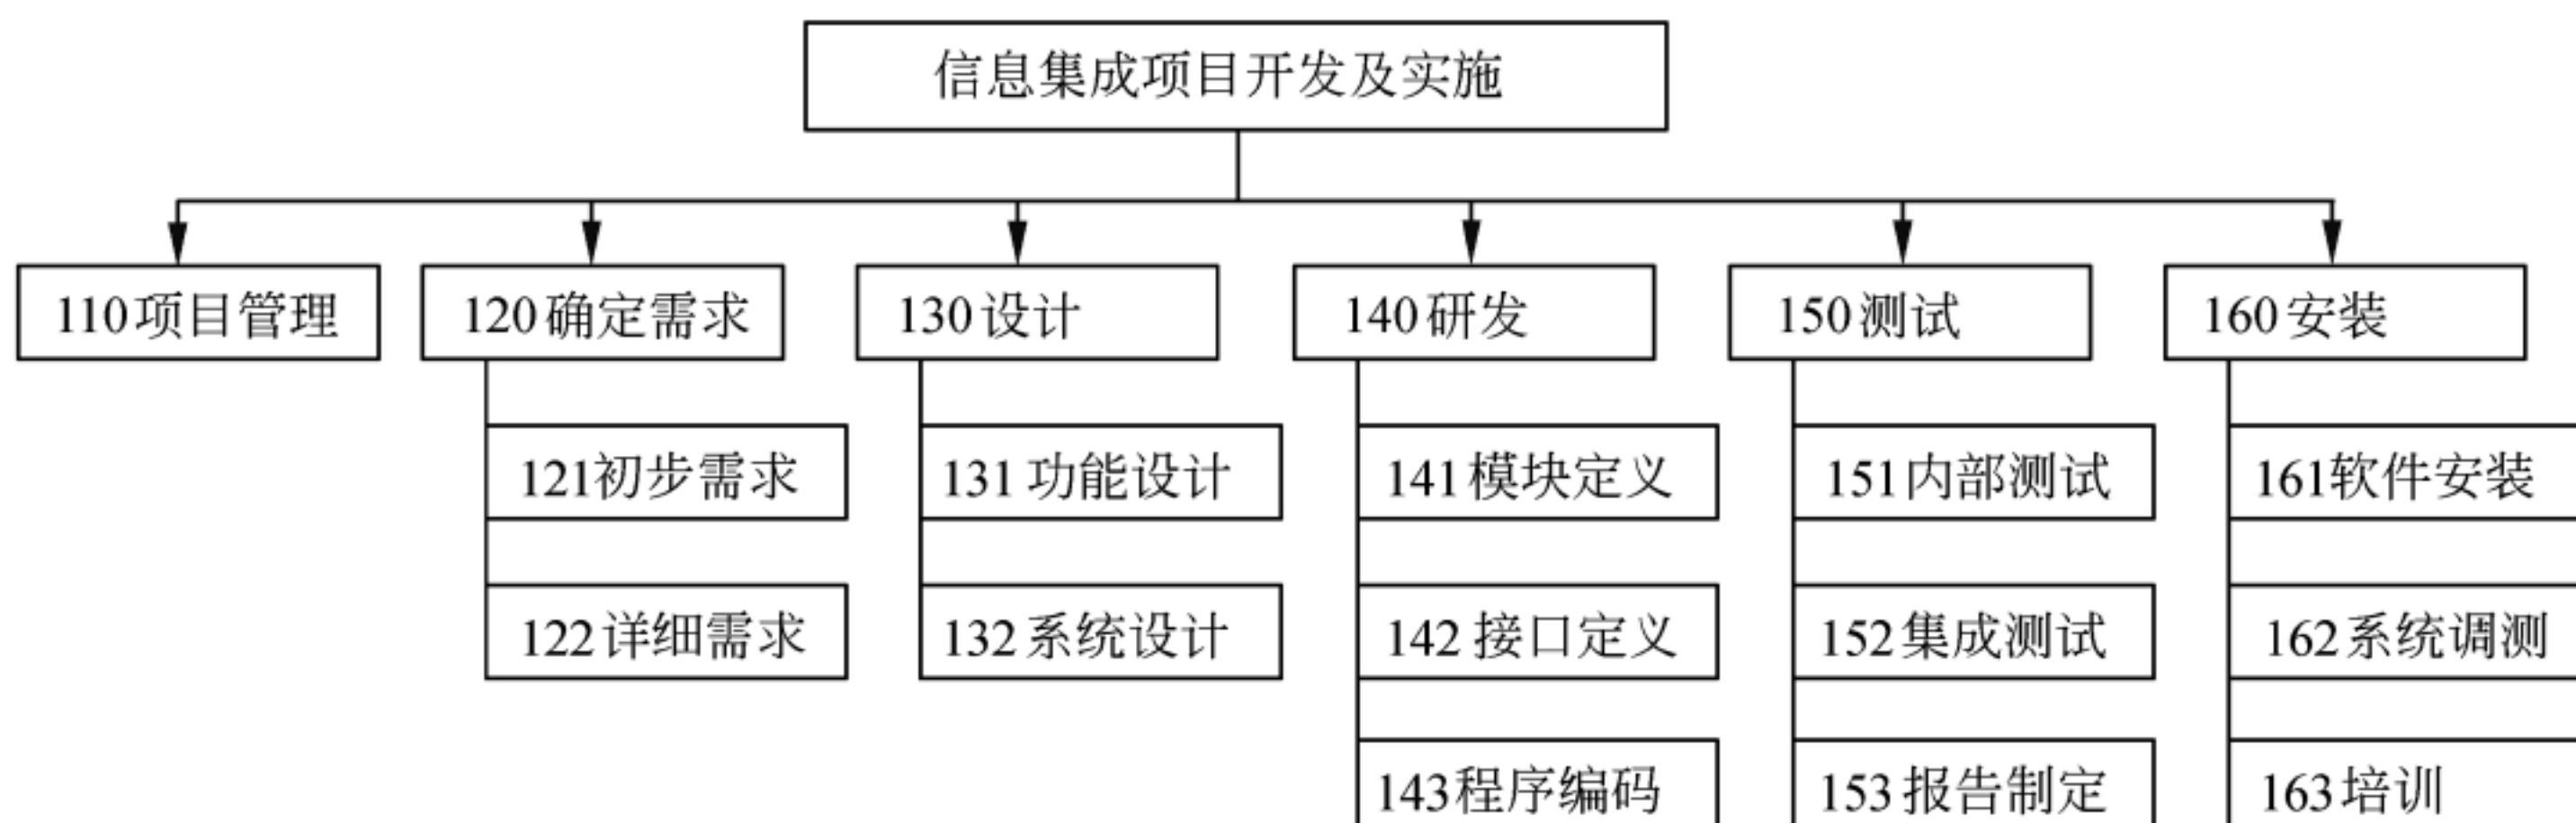 信息集成项目开发及实施
110项目管理
120确定需求
130设计
140研发
150测试
160安装
121初步需求
131功能设计
141模块定义
151内部测试
161软件安装
122详细需求
132系统设计
142接口定义
152集成测试
162系统调测
143程序编码
153报告制定
163培训